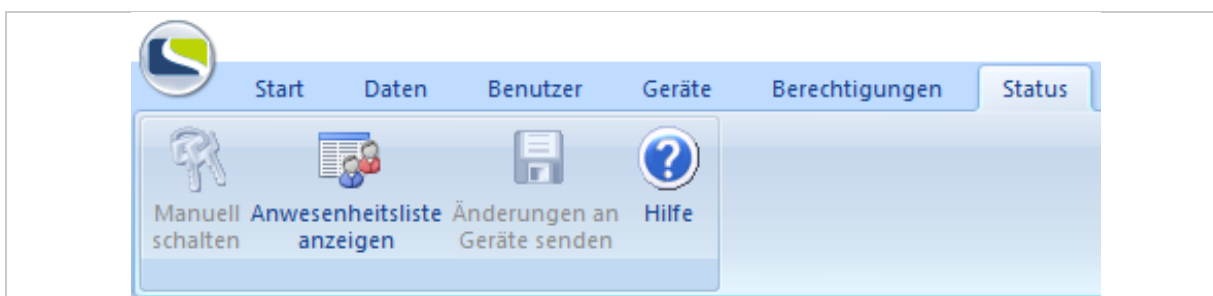 Start Daten Benutzer Geräte Berechtigungen Status
Manuell Anwesenheitsliste Änderungen an Hilfe
schalten anzeigen Geräte senden